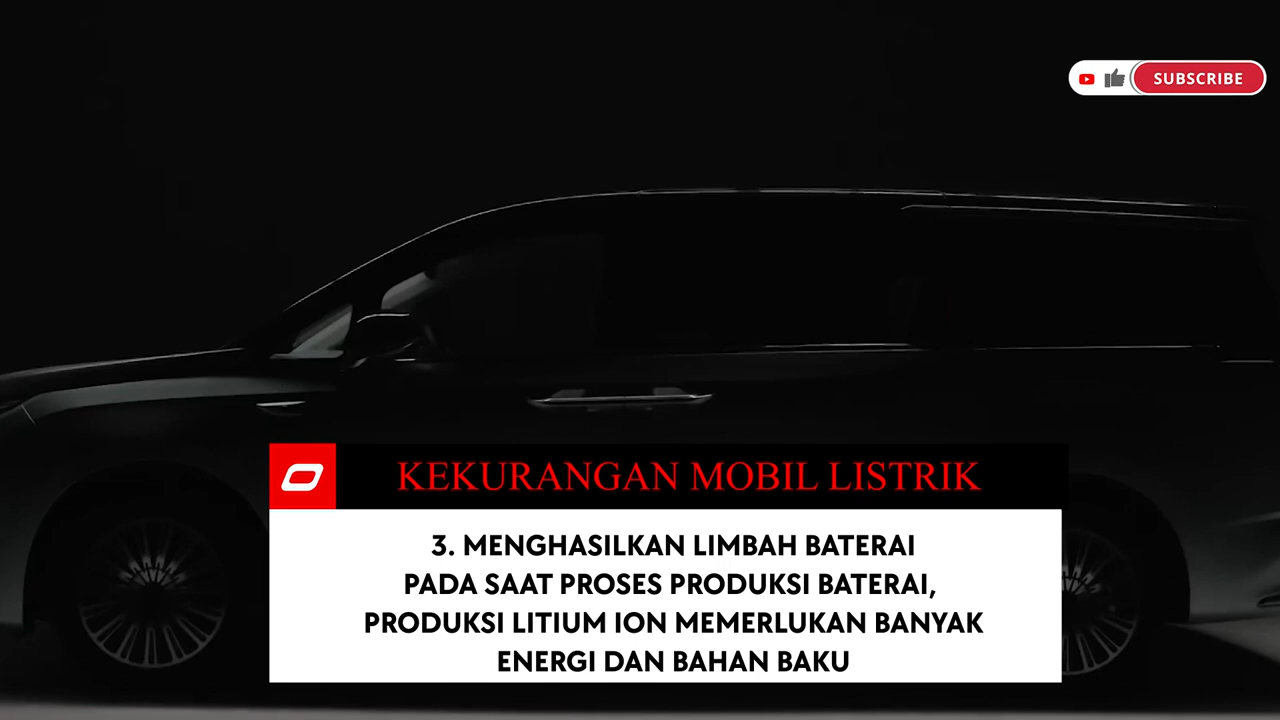 SUBSCRIBE
KEKURANGAN MOBIL LISTRIK
3. MENGHASILKAN LIMBAH BATERAI
PADA SAAT PROSES PRODUKSI BATERAI,
PRODUKSI LITIUM ION MEMERLUKAN BANYAK
ENERGI DAN BAHAN BAKU